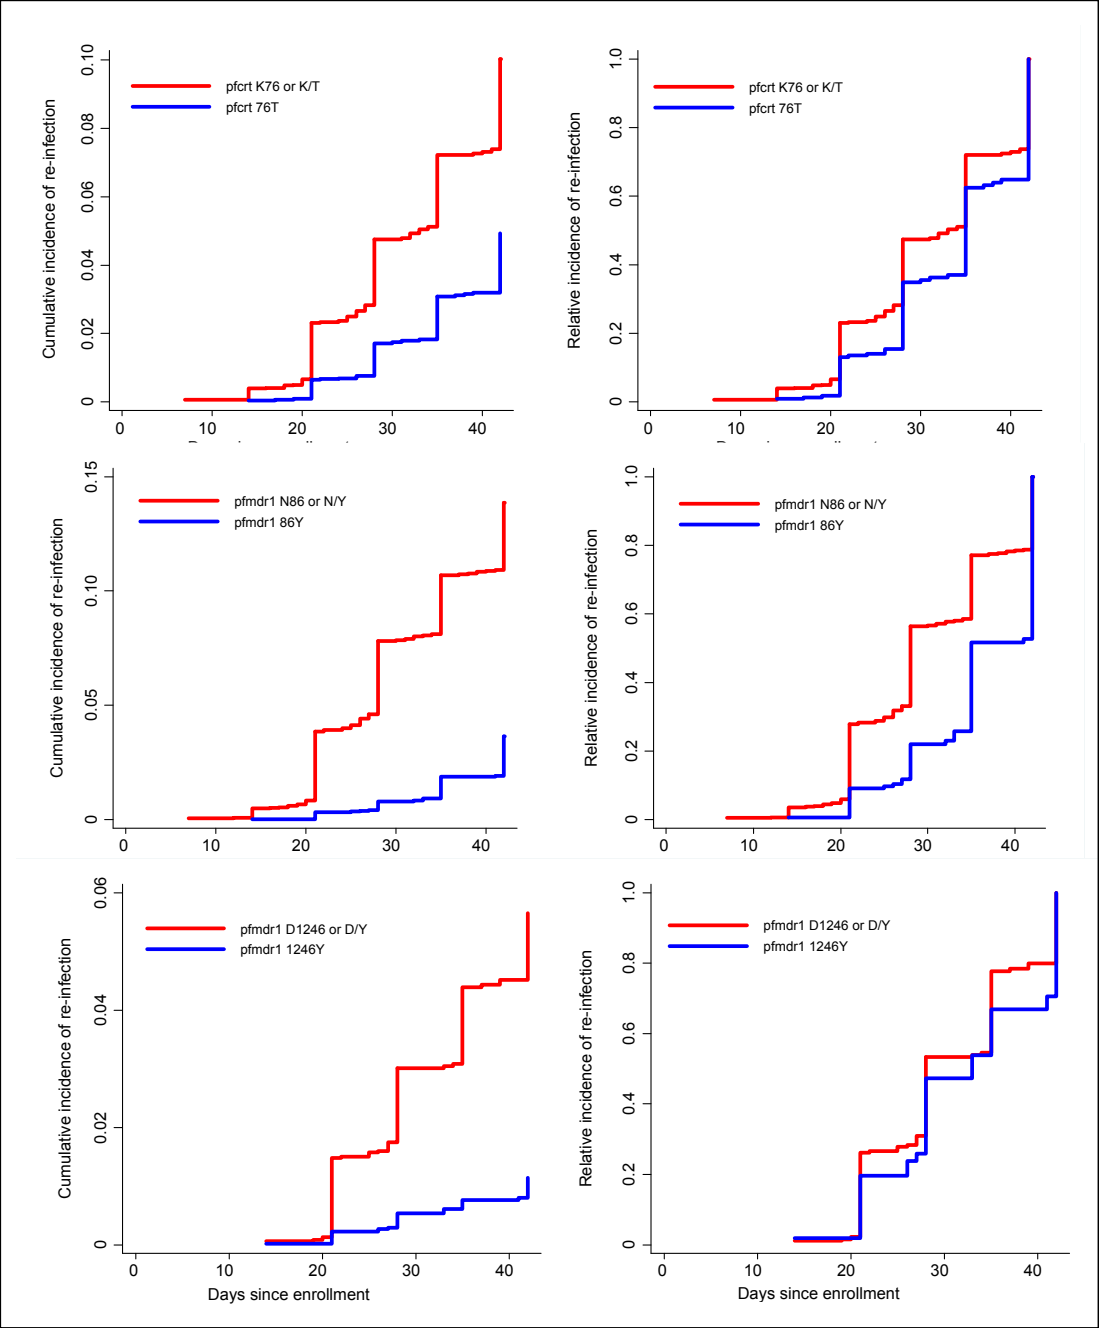 Cumulative incidence of re-infection
0.10
0.08
0.06
0.04
0.02
0
pfcrt K76 or K/T
pfcrt 76T
0 10 20 30 40
Relative incidence of re-infection
1.0
0.8
0.6
0.4
0.2
0
pfcrt K76 or K/T
pfcrt 76T
0 10 20 30 40
Cumulative incidence of re-infection
0.15
0.10
0.05
0
pfmdr1 N86 or N/Y
pfmdr1 86Y
0 10 20 30 40
Relative incidence of re-infection
1.0
0.8
0.6
0.4
0.2
0
pfmdr1 N86 or N/Y
pfmdr1 86Y
0 10 20 30 40
Cumulative incidence of re-infection
0.06
0.04
0.02
0
pfmdr1 D1246 or D/Y
pfmdr1 1246Y
0 10 20 30 40
Days since enrollment
Relative incidence of re-infection
1.0
0.8
0.6
0.4
0.2
0
pfmdr1 D1246 or D/Y
pfmdr1 1246Y
0 10 20 30 40
Days since enrollment